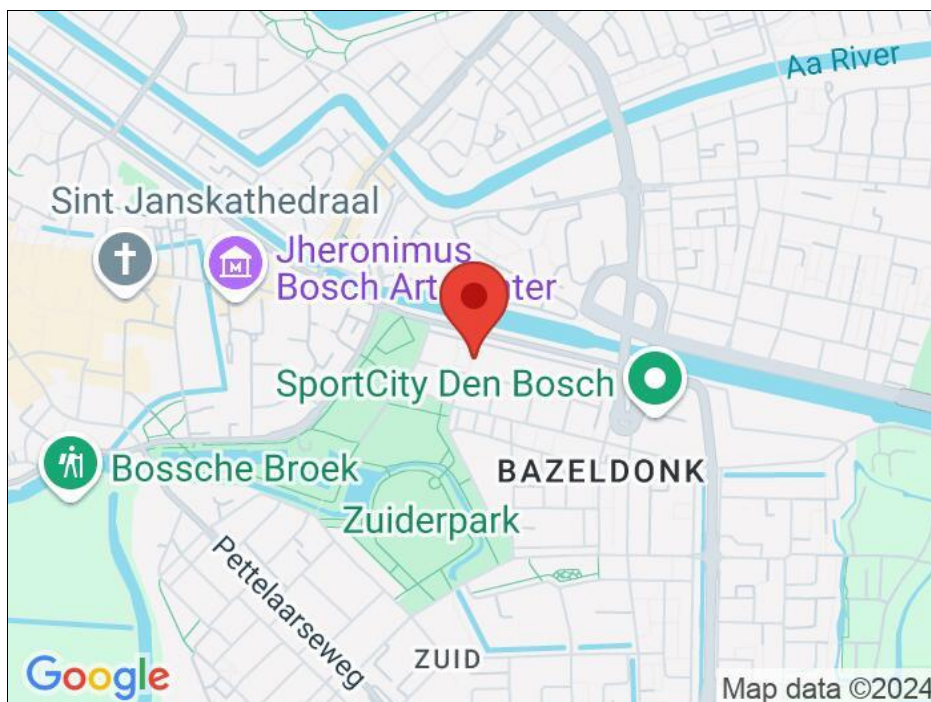 Aa River
Sint Janskathedraal
Jheronimus
Bosch Art
ter
SportCity Den Bosch
Bossche Broek
BAZELDONK
Zuiderpark
Pettelaarseweg
ZUID
Google
Map data ©2024